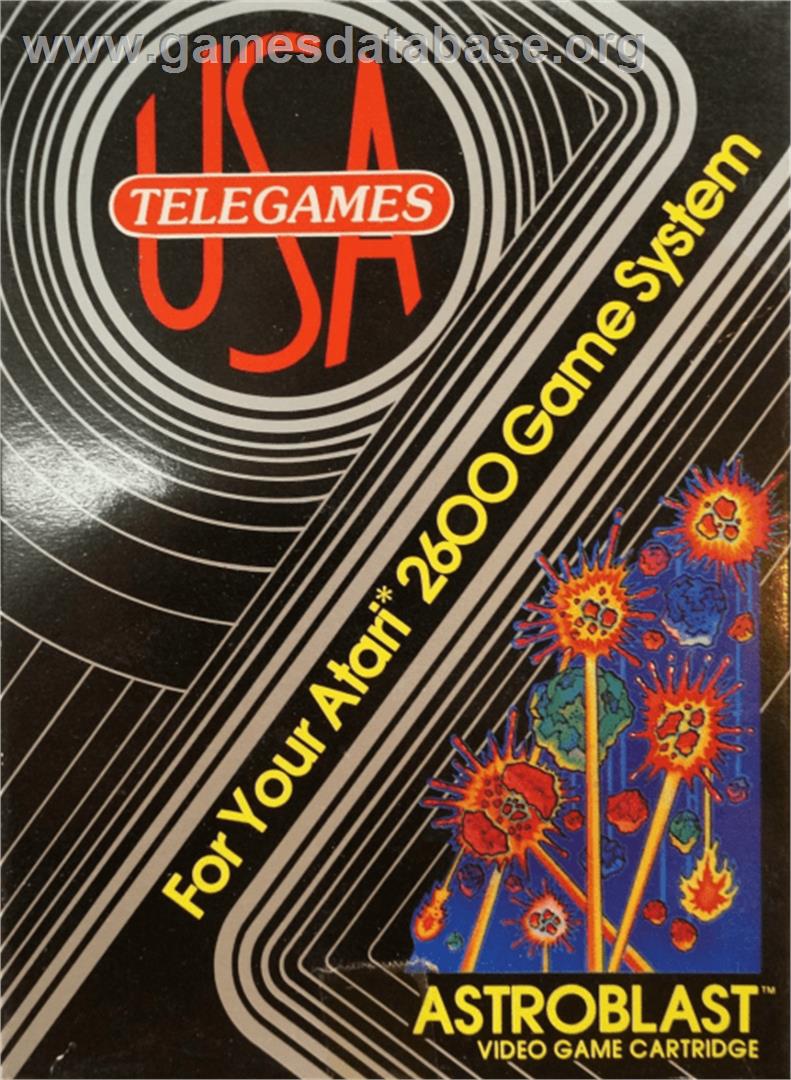 www.gamesdatabase.org
USA
TELEGAMES
For Your Atari* 2600 Game System
ASTROBLAST™
VIDEO GAME CARTRIDGE